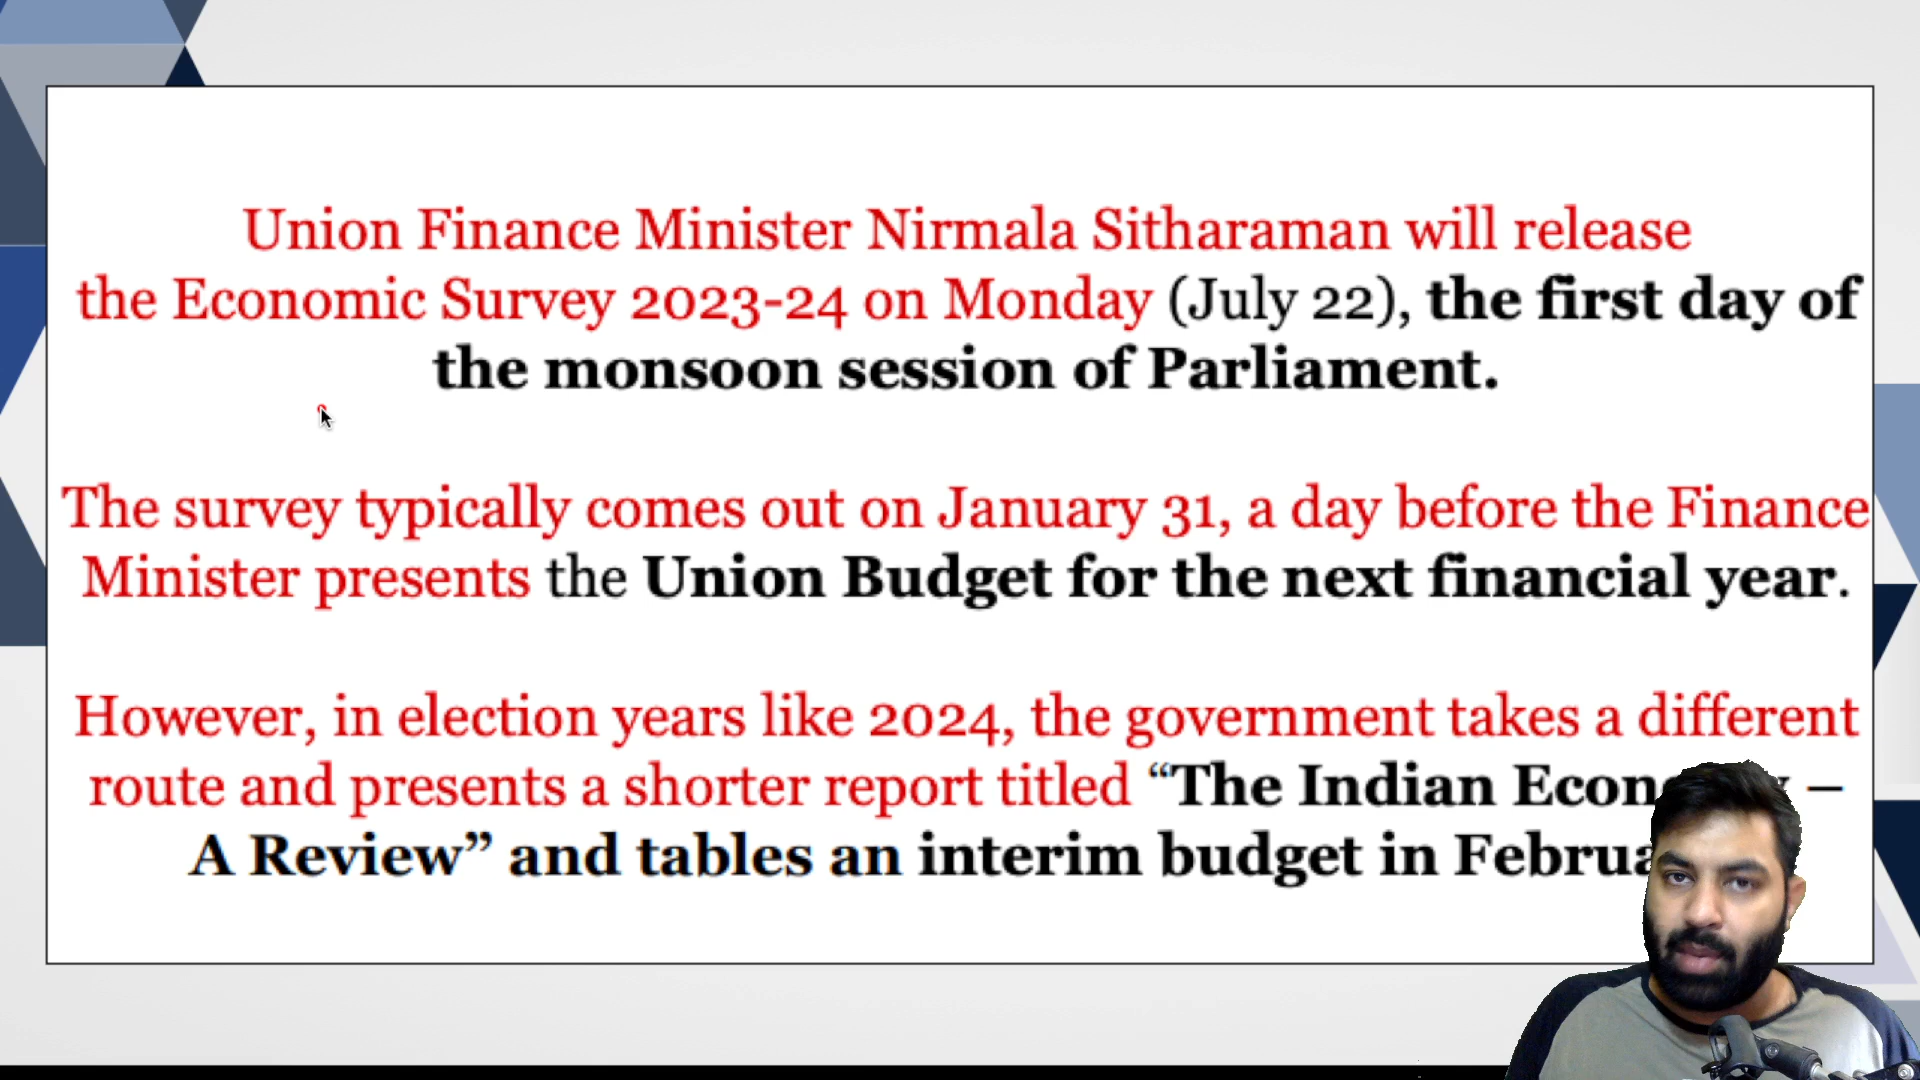 Union Finance Minister Nirmala Sitharaman will release
the Economic Survey 2023-24 on Monday (July 22), the first day of
the monsoon session of Parliament.
The survey typically comes out on January 31, a day before the Finance
Minister presents the Union Budget for the next financial year.
However, in election years like 2024, the government takes a different
route and presents a shorter report titled “The Indian –
A Review” and tables an interim budget in